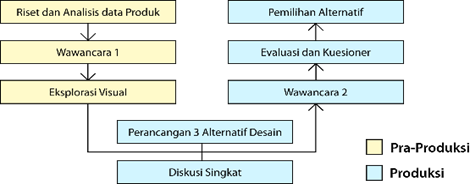 Riset dan Analisis data Produk
Wawancara 1
Eksplorasi Visual
Perancangan 3 Alternatif Desain
Diskusi Singkat
Wawancara 2
Evaluasi dan Kuesioner
Pemilihan Alternatif
Pra-Produksi
Produksi